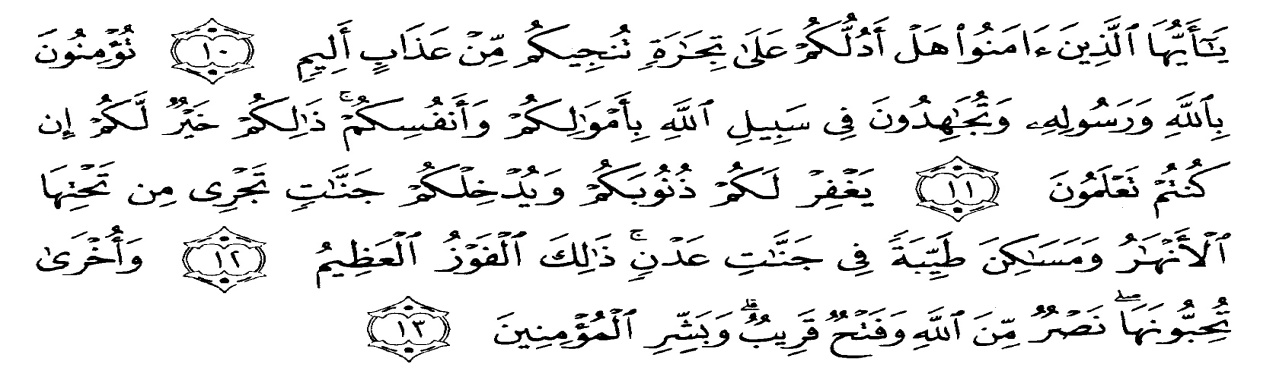 يَـٰٓأَيُّهَا ٱلَّذِينَ ءَامَنُوا۟ هَلْ أَدُلُّكُمْ عَلَىٰ تِجَـٰرَةٍ تُنجِيكُم مِّنْ عَذَابٍ أَلِيمٍ ١٠ تُؤْمِنُونَ
بِٱللَّهِ وَرَسُولِهِۦ وَتُجَـٰهِدُونَ فِى سَبِيلِ ٱللَّهِ بِأَمْوَٰلِكُمْ وَأَنفُسِكُمْ ۚ ذَٰلِكُمْ خَيْرٌ لَّكُمْ إِن
كُنتُمْ تَعْلَمُونَ ١١ يَغْفِرْ لَكُمْ ذُنُوبَكُمْ وَيُدْخِلْكُمْ جَنَّـٰتٍ تَجْرِى مِن تَحْتِهَا
ٱلْأَنْهَـٰرُ وَمَسَـٰكِنَ طَيِّبَةً فِى جَنَّـٰتِ عَدْنٍ ۚ ذَٰلِكَ ٱلْفَوْزُ ٱلْعَظِيمُ ١٢ وَأُخْرَىٰ
تُحِبُّونَهَا ۖ نَصْرٌ مِّنَ ٱللَّهِ وَفَتْحٌ قَرِيبٌ ۗ وَبَشِّرِ ٱلْمُؤْمِنِينَ ١٣